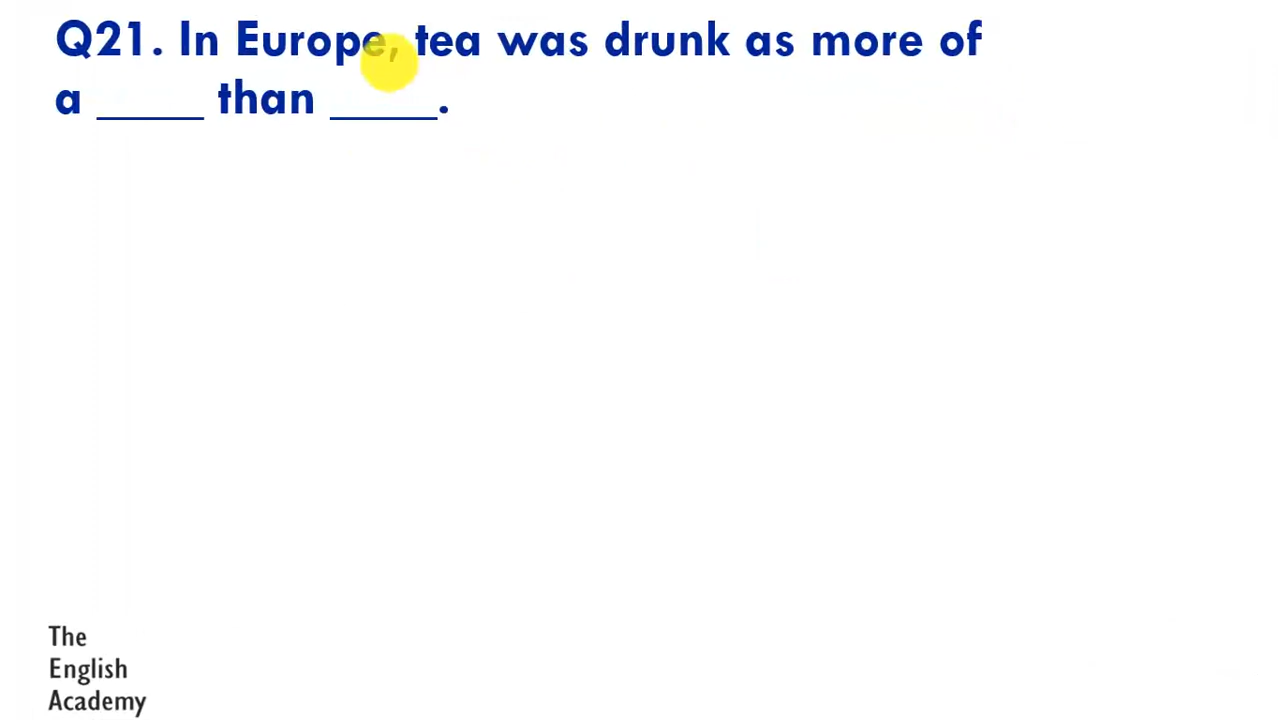 Q21. In Europe, tea was drunk as more of
a _____ than _____.
The
English
Academy